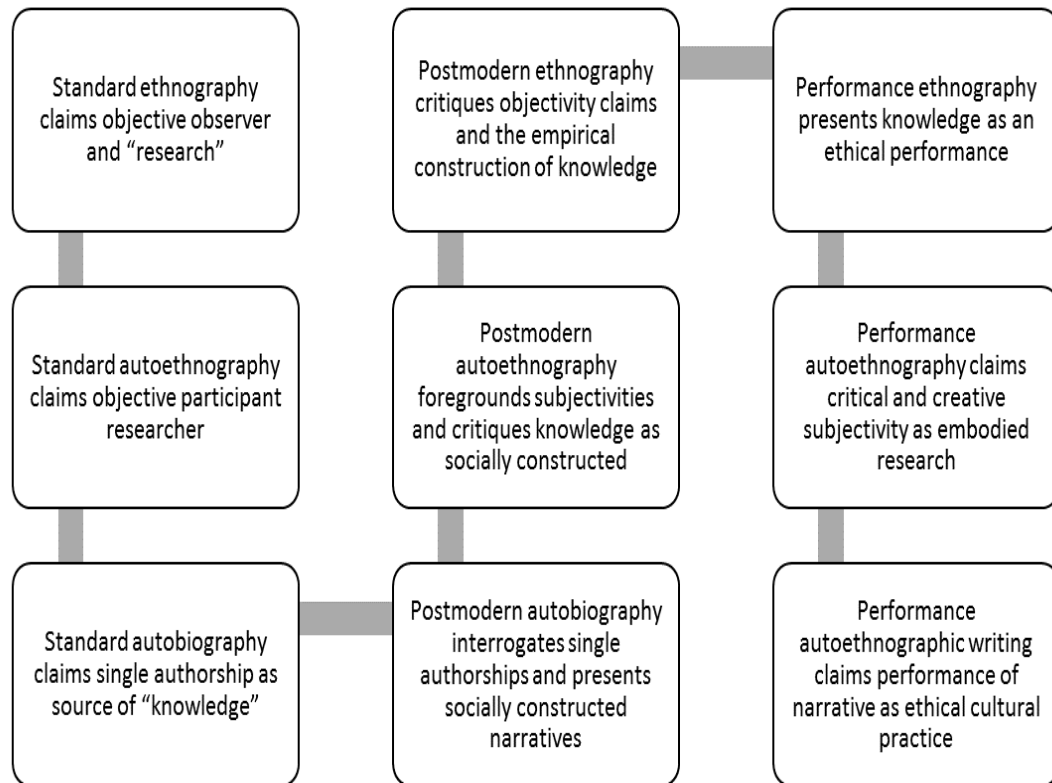 Standard ethnography
claims objective observer
and “research”
Standard autoethnography
claims objective participant
researcher
Standard autobiography
claims single authorship as
source of “knowledge”
Postmodern autobiography
interrogates single
authorships and presents
socially constructed
narratives
Postmodern
autoethnography
foregrounds subjectivities
and critiques knowledge as
socially constructed
Postmodern ethnography
critiques objectivity claims
and the empirical
construction of knowledge
Performance ethnography
presents knowledge as an
ethical performance
Performance
autoethnography claims
critical and creative
subjectivity as embodied
research
Performance
autoethnographic writing
claims performance of
narrative as ethical cultural
practice